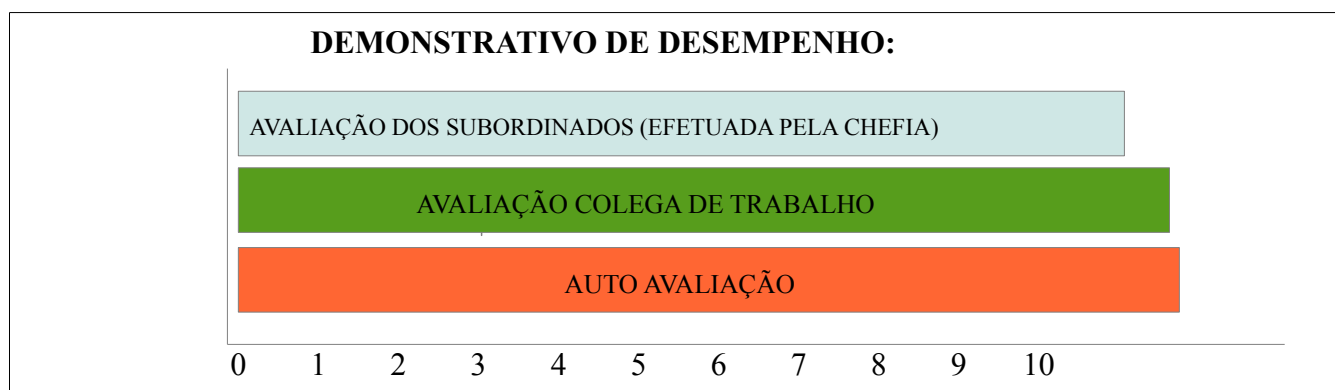 DEMONSTRATIVO DE DESEMPENHO:
AVALIAÇÃO DOS SUBORDINADOS (EFETUADA PELA CHEFIA)
AVALIAÇÃO COLEGA DE TRABALHO
AUTO AVALIAÇÃO
0 1 2 3 4 5 6 7 8 9 10